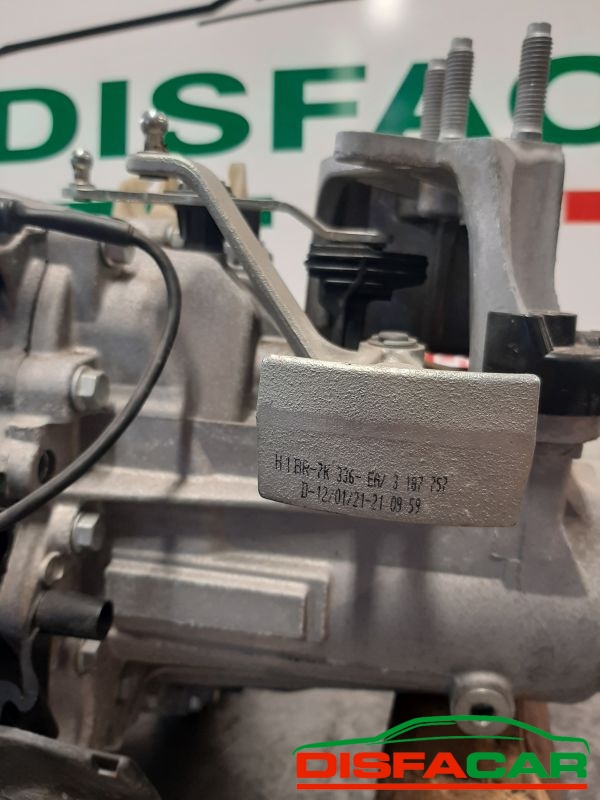 DISFAC
H1BR-7K 336- EA/ 3 187 757
D-12/01/21-21 09 59
DISFACAR